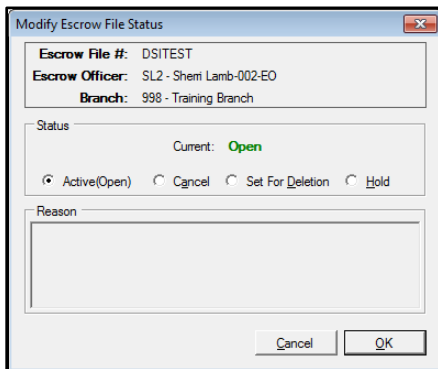 Modify Escrow File Status
Escrow File #: DSITEST
Escrow Officer: SL2 - Sherri Lamb-002-EO
Branch: 998 - Training Branch
Status
Current: Open
Active(Open) Cancel Set For Deletion Hold
Reason
Cancel OK